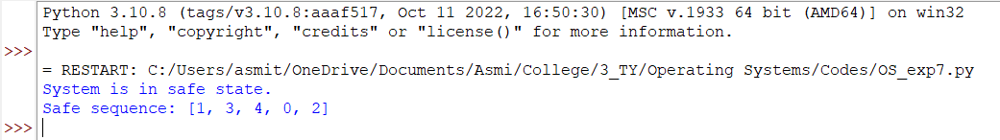 Python 3.10.8 (tags/v3.10.8:aaaf517, Oct 11 2022, 16:50:30) [MSC v.1933 64 bit (AMD64)] on win32
Type "help", "copyright", "credits" or "license()" for more information.
>>>
= RESTART: C:/Users/asmit/OneDrive/Documents/Asmi/College/3_TY/Operating Systems/Codes/OS_exp7.py
System is in safe state.
Safe sequence: [1, 3, 4, 0, 2]
>>>